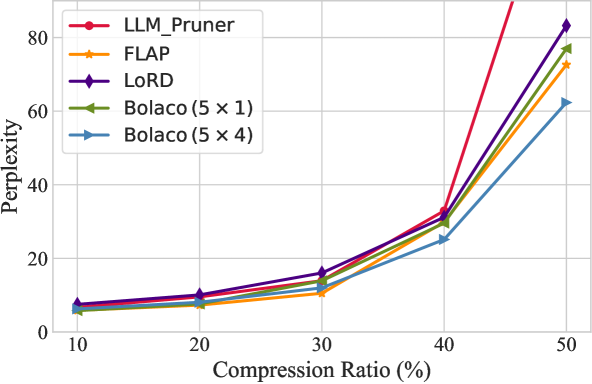 LLM_Pruner
FLAP
LoRD
Bolaco (5 × 1)
Bolaco (5 × 4)
Perplexity
80
60
40
20
0
10 20 30 40 50
Compression Ratio (%)